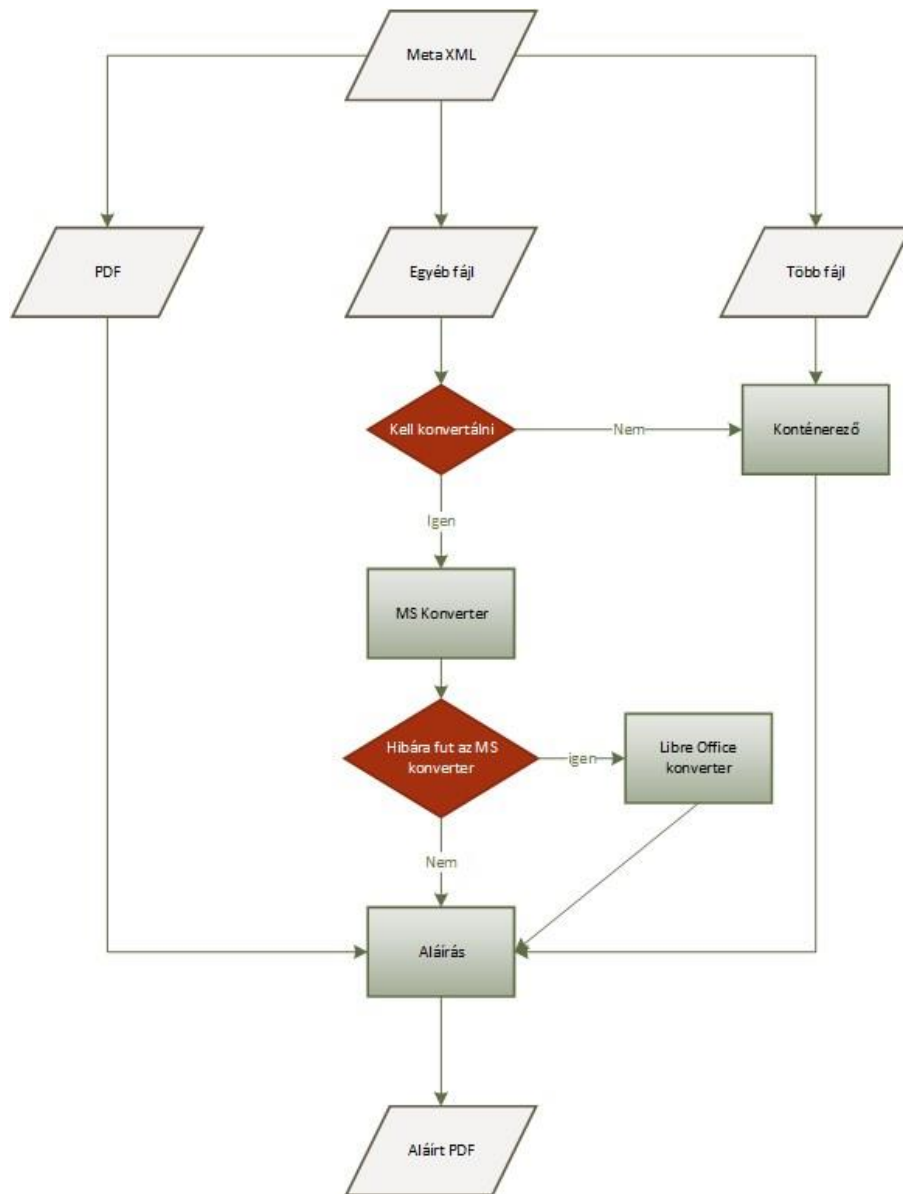 Meta XML
PDF
Egyéb fájl
Több fájl
Kell konvertálni
Nem
Konténerező
Igen
MS Konverter
Hibára fut az MS
konverter
igen
Libre Office
konverter
Nem
Aláírás
Aláírt PDF